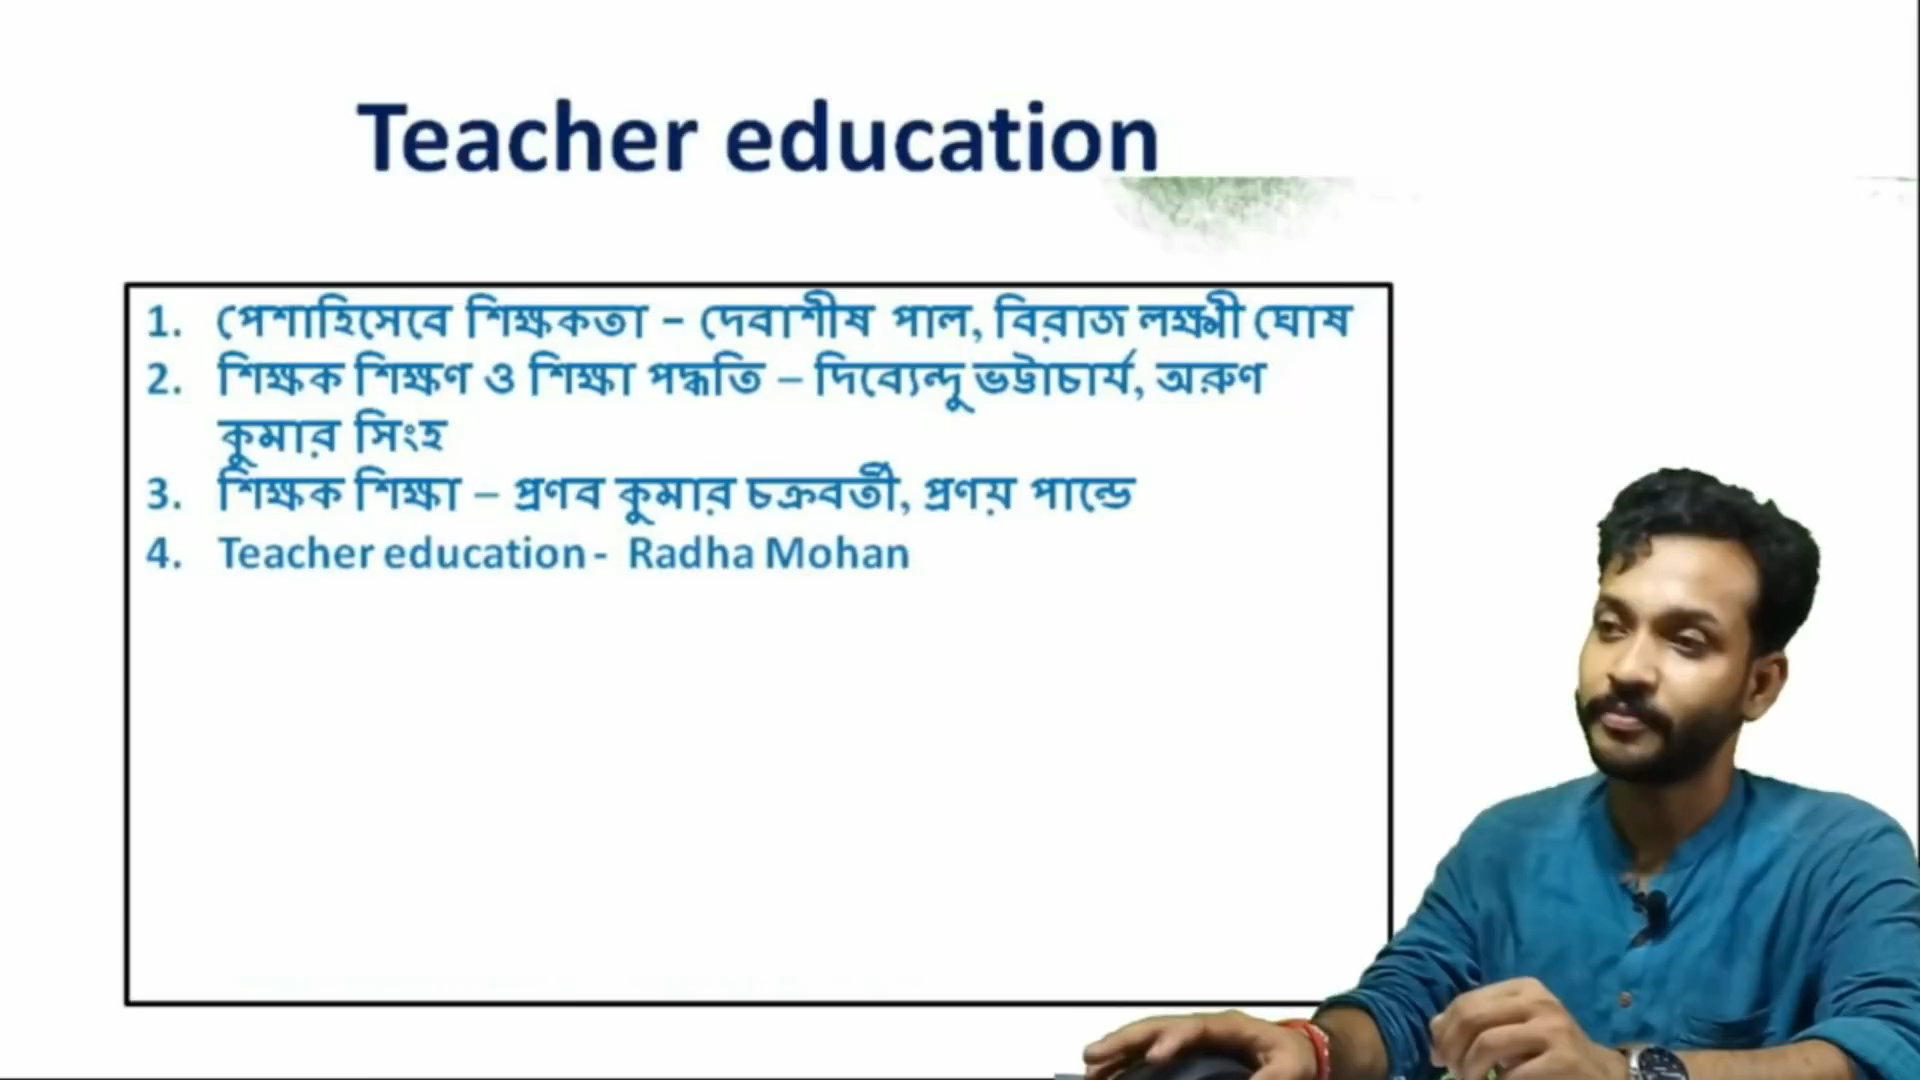 Teacher education
1. পেশাহিসেবে শিক্ষকতা – দেবাশীষ পাল, বিরাজ লক্ষ্মী ঘোষ
2. শিক্ষক শিক্ষণ ও শিক্ষা পদ্ধতি – দিব্যেন্দু ভট্টাচার্য, অরুণ
কুমার সিংহ
3. শিক্ষক শিক্ষা – প্রণব কুমার চক্রবর্তী, প্রণয় পান্ডে
4. Teacher education - Radha Mohan